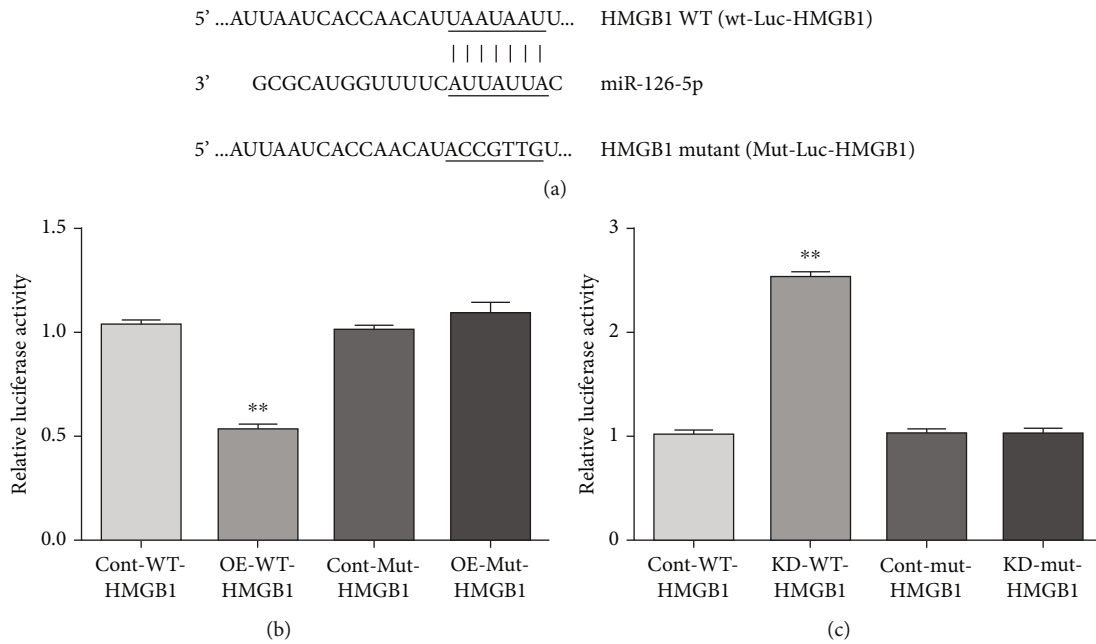 5’ ...AUUAAUCACCAACAUUAAUAAUU... HMGB1 WT (wt-Luc-HMGB1)
3’ GCGCAUGGUUUUCAUUAUUAC miR-126-5p
5’ ...AUUAAUCACCAACAUACCGTTGU... HMGB1 mutant (Mut-Luc-HMGB1)
(a)
Relative luciferase activity
1.5
1.0
0.5
0.0
**
Cont-WT-
HMGB1
OE-WT-
HMGB1
Cont-Mut-
HMGB1
OE-Mut-
HMGB1
(b)
Relative luciferase activity
3
2
1
0
**
Cont-WT-
HMGB1
KD-WT-
HMGB1
Cont-mut-
HMGB1
KD-mut-
HMGB1
(c)